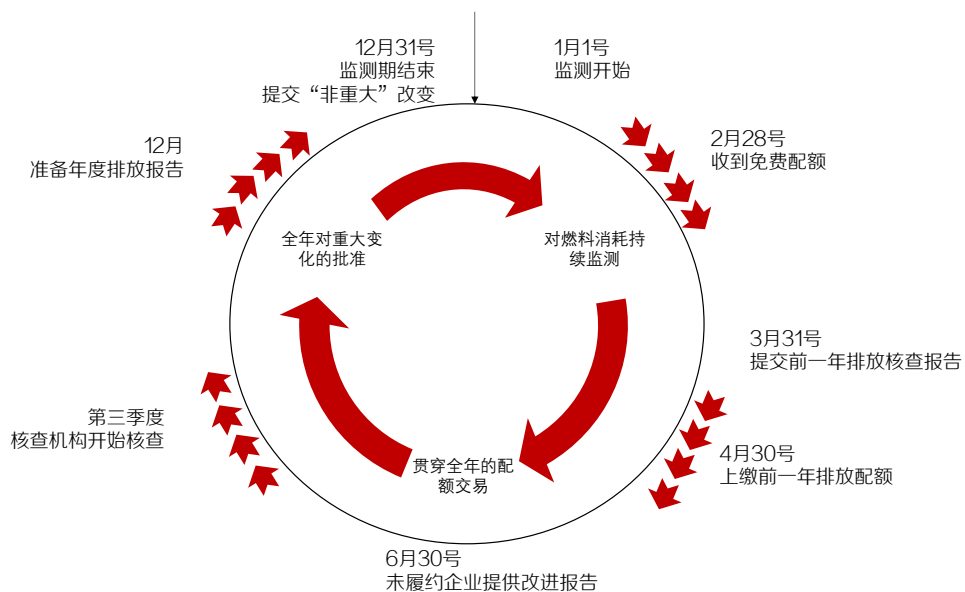 12月31号
监测期结束
提交“非重大”改变
1月1号
监测开始
2月28号
收到免费配额
3月31号
提交前一年排放核查报告
4月30号
上缴前一年排放配额
6月30号
未履约企业提供改进报告
第三季度
核查机构开始核查
12月
准备年度排放报告
全年对重大变
化的批准
对燃料消耗持
续监测
贯穿全年的配
额交易